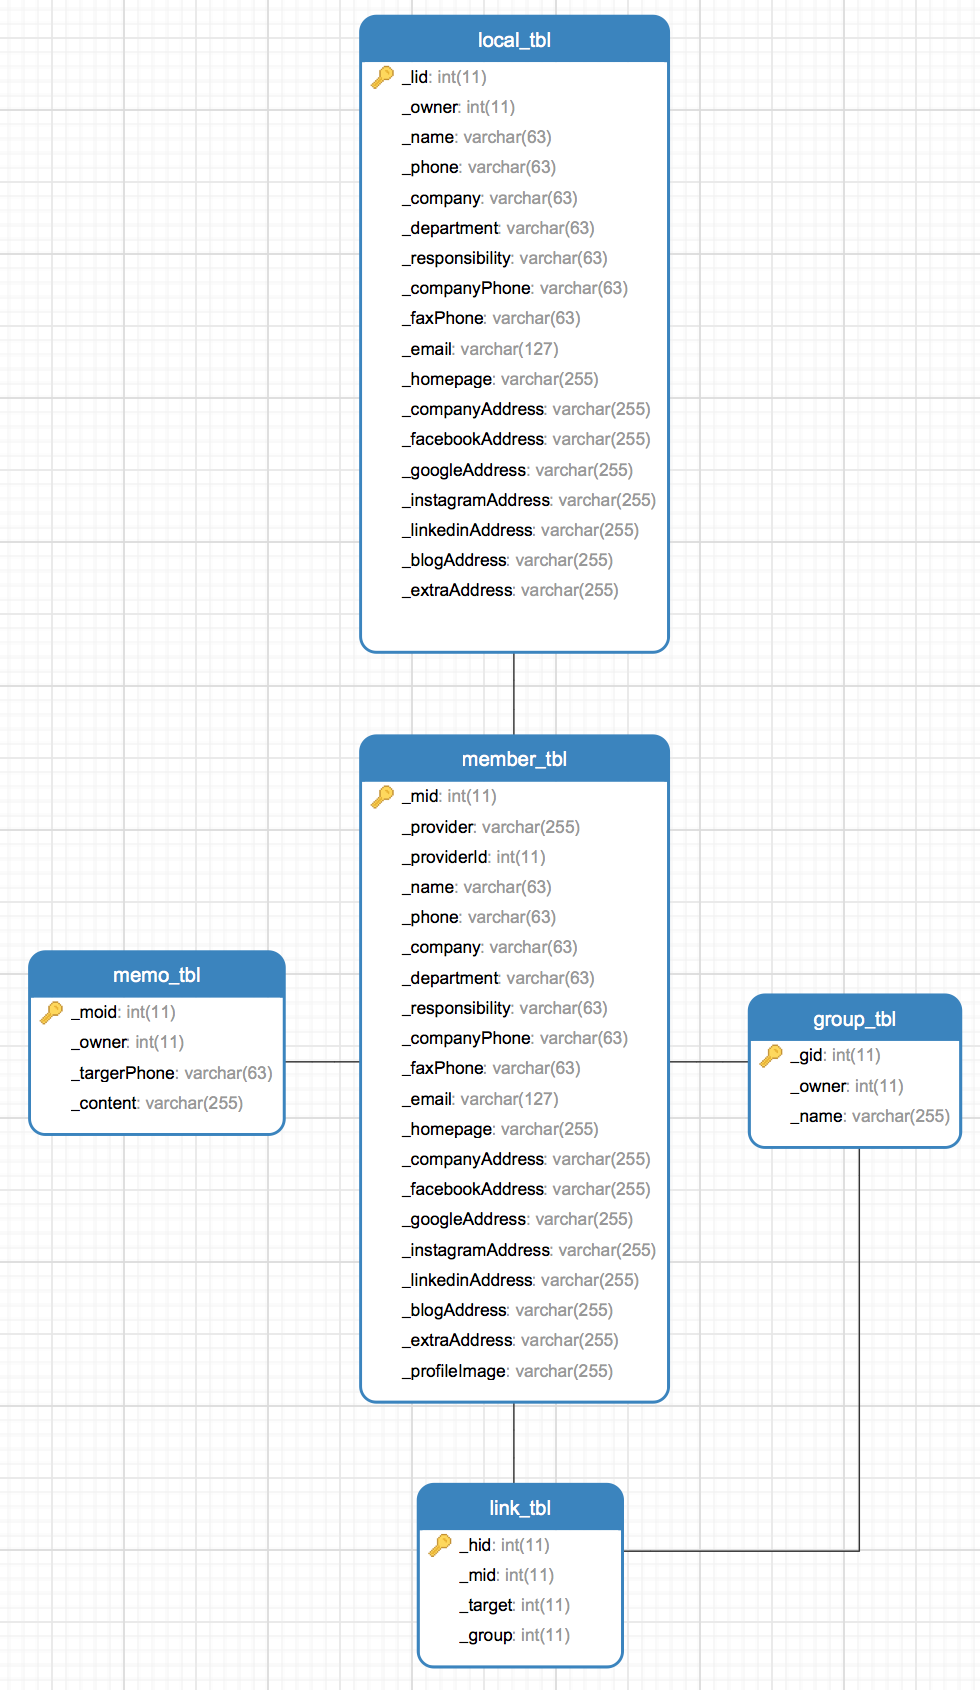 local_tbl
_lid: int(11)
_owner: int(11)
_name: varchar(63)
_phone: varchar(63)
_company: varchar(63)
_department: varchar(63)
_responsibility: varchar(63)
_companyPhone: varchar(63)
_faxPhone: varchar(63)
_email: varchar(127)
_homepage: varchar(255)
_companyAddress: varchar(255)
_facebookAddress: varchar(255)
_googleAddress: varchar(255)
_instagramAddress: varchar(255)
_linkedinAddress: varchar(255)
_blogAddress: varchar(255)
_extraAddress: varchar(255)
member_tbl
_mid: int(11)
_provider: varchar(255)
_providerId: int(11)
_name: varchar(63)
_phone: varchar(63)
_company: varchar(63)
_department: varchar(63)
_responsibility: varchar(63)
_companyPhone: varchar(63)
_faxPhone: varchar(63)
_email: varchar(127)
_homepage: varchar(255)
_companyAddress: varchar(255)
_facebookAddress: varchar(255)
_googleAddress: varchar(255)
_instagramAddress: varchar(255)
_linkedinAddress: varchar(255)
_blogAddress: varchar(255)
_extraAddress: varchar(255)
_profileImage: varchar(255)
memo_tbl
_moid: int(11)
_owner: int(11)
_targerPhone: varchar(63)
_content: varchar(255)
group_tbl
_gid: int(11)
_owner: int(11)
_name: varchar(255)
link_tbl
_hid: int(11)
_mid: int(11)
_target: int(11)
_group: int(11)